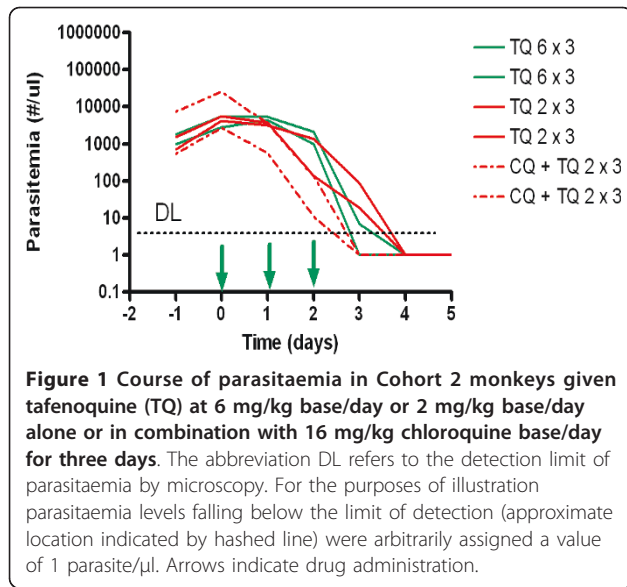 1000000
100000
10000
1000
100
10
1
0.1
Parasitemia (#/ul)
DL
-2 -1 0 1 2 3 4 5
Time (days)
TQ 6 x 3
TQ 6 x 3
TQ 2 x 3
TQ 2 x 3
CQ + TQ 2 x 3
CQ + TQ 2 x 3
Figure 1 Course of parasitaemia in Cohort 2 monkeys given
tafenoquine (TQ) at 6 mg/kg base/day or 2 mg/kg base/day
alone or in combination with 16 mg/kg chloroquine base/day
for three days. The abbreviation DL refers to the detection limit of
parasitaemia by microscopy. For the purposes of illustration
parasitaemia levels falling below the limit of detection (approximate
location indicated by hashed line) were arbitrarily assigned a value
of 1 parasite/μl. Arrows indicate drug administration.